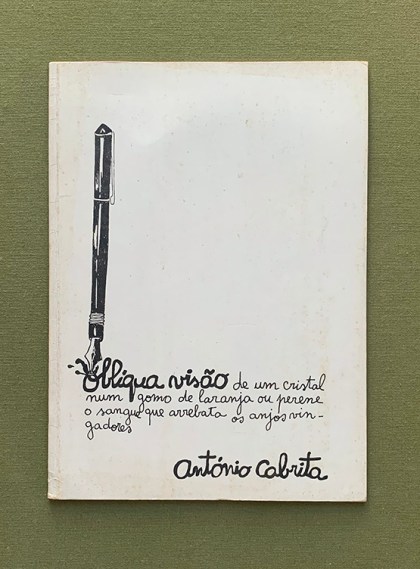 obliqua visão de um cristal
num gomo de laranja ou perene
o sangue que arrebata os anjos vin-
gadores
António Cabrita